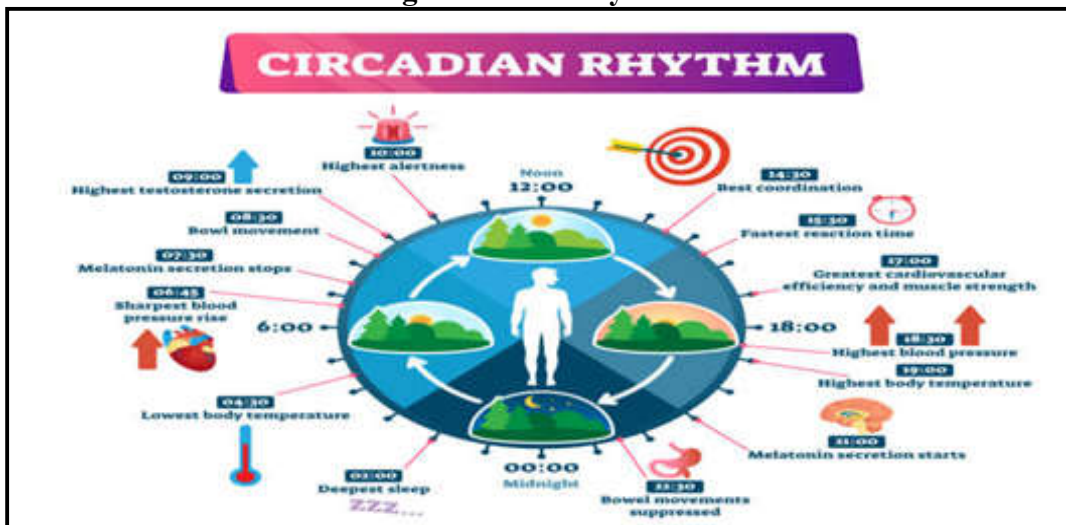 CIRCADIAN RHYTHM
10:00
Highest alertness
09:00
Highest testosterone secretion
08:30
Bowl movement
07:30
Melatonin secretion stops
06:45
Sharpest blood
pressure rise
6:00
04:30
Lowest body temperature
02:00
Deepest sleep
ZZZ...
Noon
12:00
00:00
Midnight
14:30
Best coordination
15:30
Fastest reaction time
17:00
Greatest cardiovascular
efficiency and muscle strength
18:00
18:30
Highest blood pressure
19:00
Highest body temperature
21:00
Melatonin secretion starts
22:30
Bowel movements
suppressed